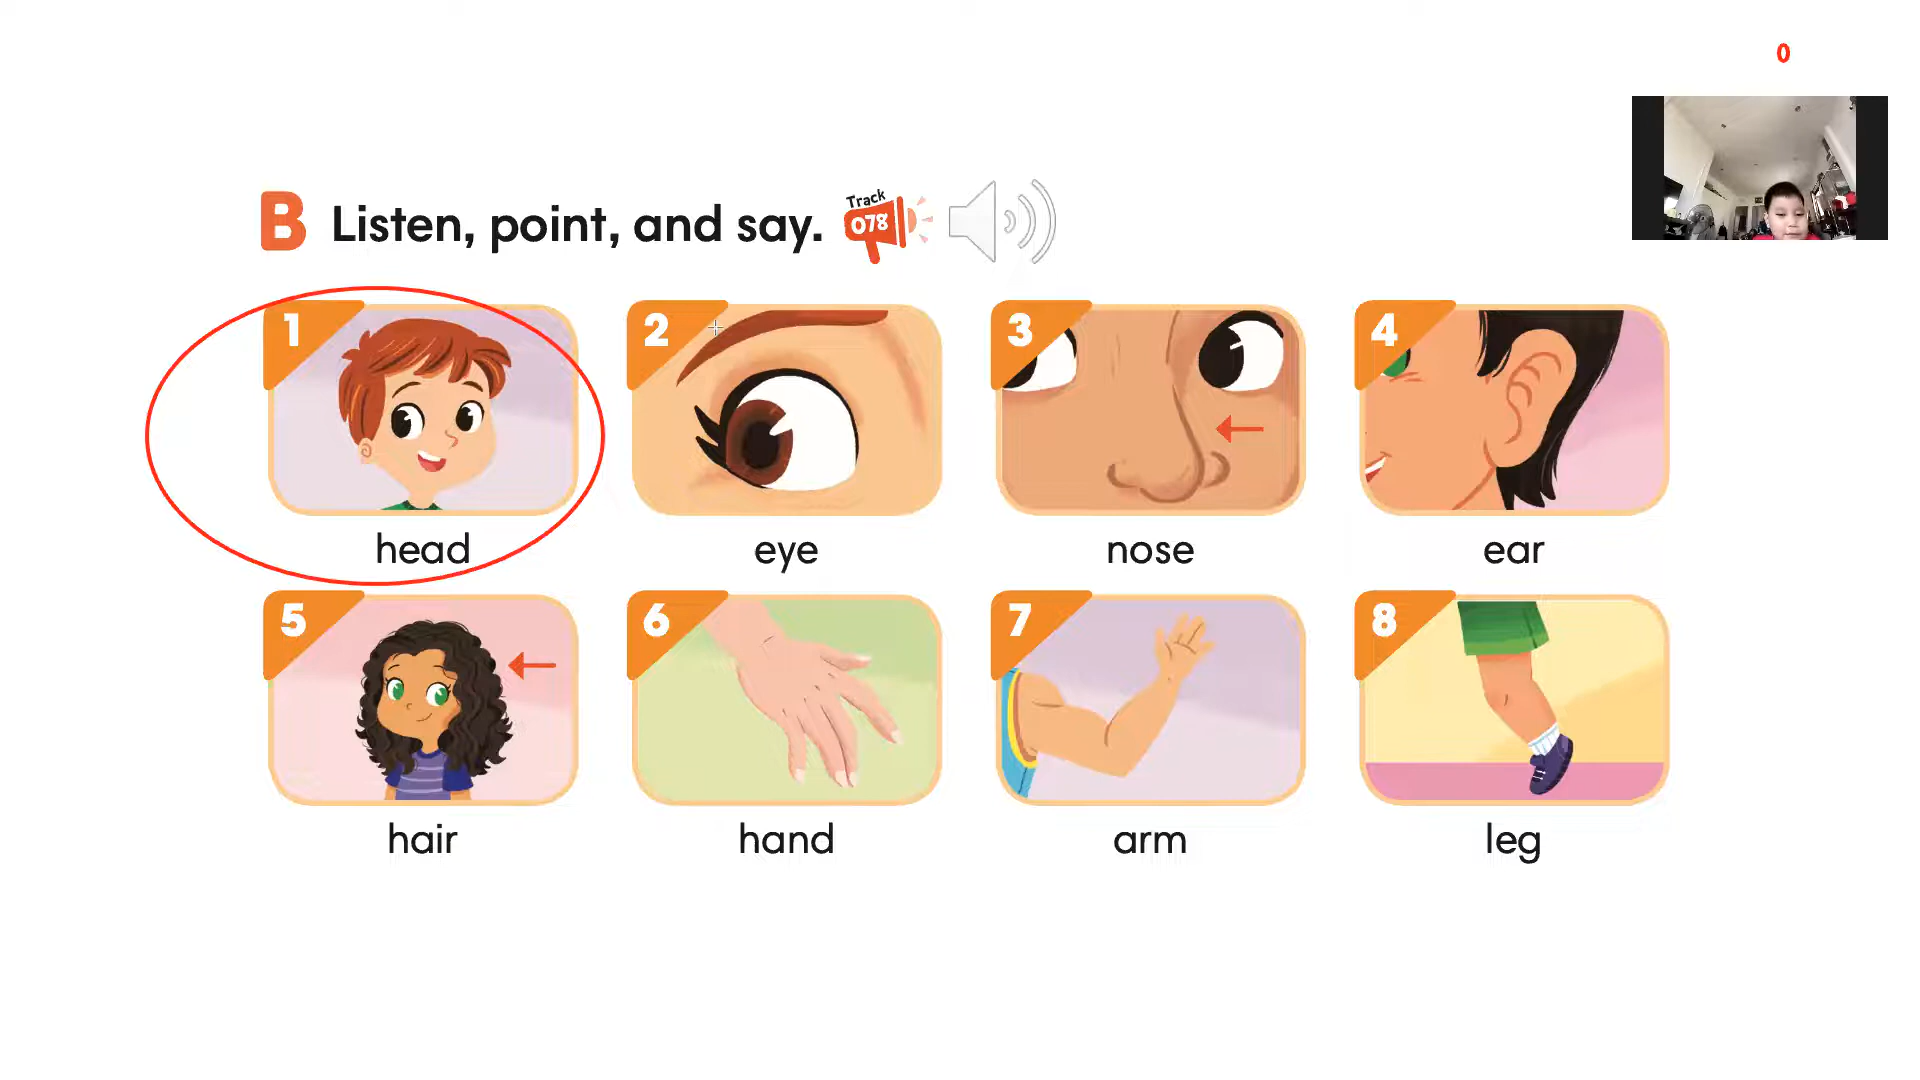 0
B Listen, point, and say. Track 078
1 2 3 4
head eye nose ear
5 6 7 8
hair hand arm leg